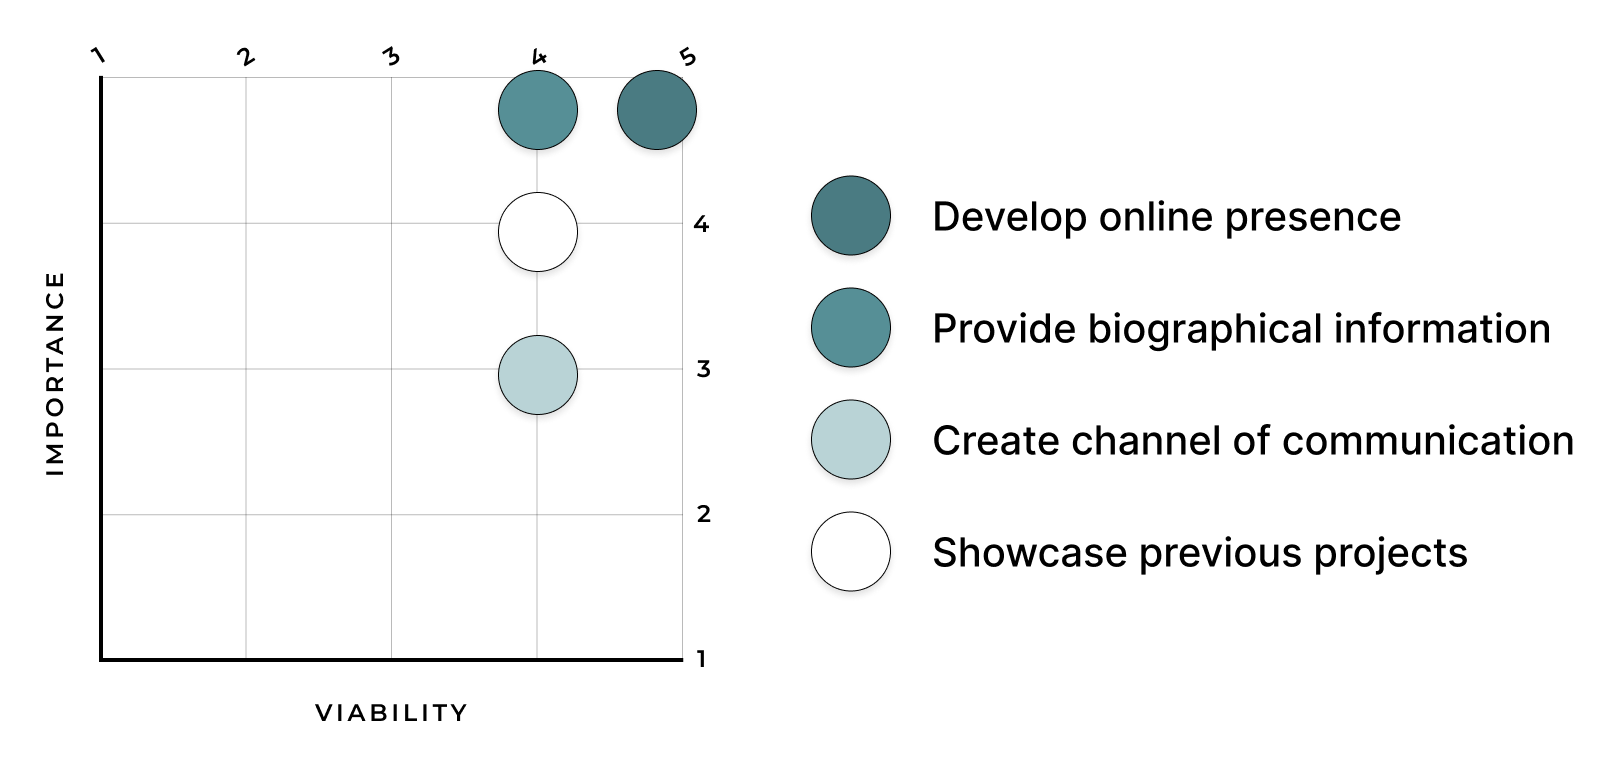 1 2 3 4 5
4
3
2
1
IMPORTANCE
VIABILITY
Develop online presence
Provide biographical information
Create channel of communication
Showcase previous projects